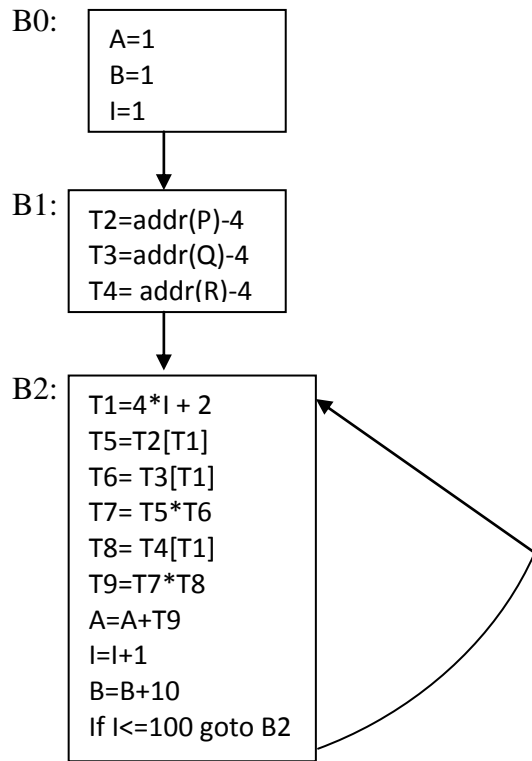 B0:
A=1
B=1
I=1
B1:
T2=addr(P)-4
T3=addr(Q)-4
T4= addr(R)-4
B2:
T1=4*I + 2
T5=T2[T1]
T6= T3[T1]
T7= T5*T6
T8= T4[T1]
T9=T7*T8
A=A+T9
I=I+1
B=B+10
If I<=100 goto B2